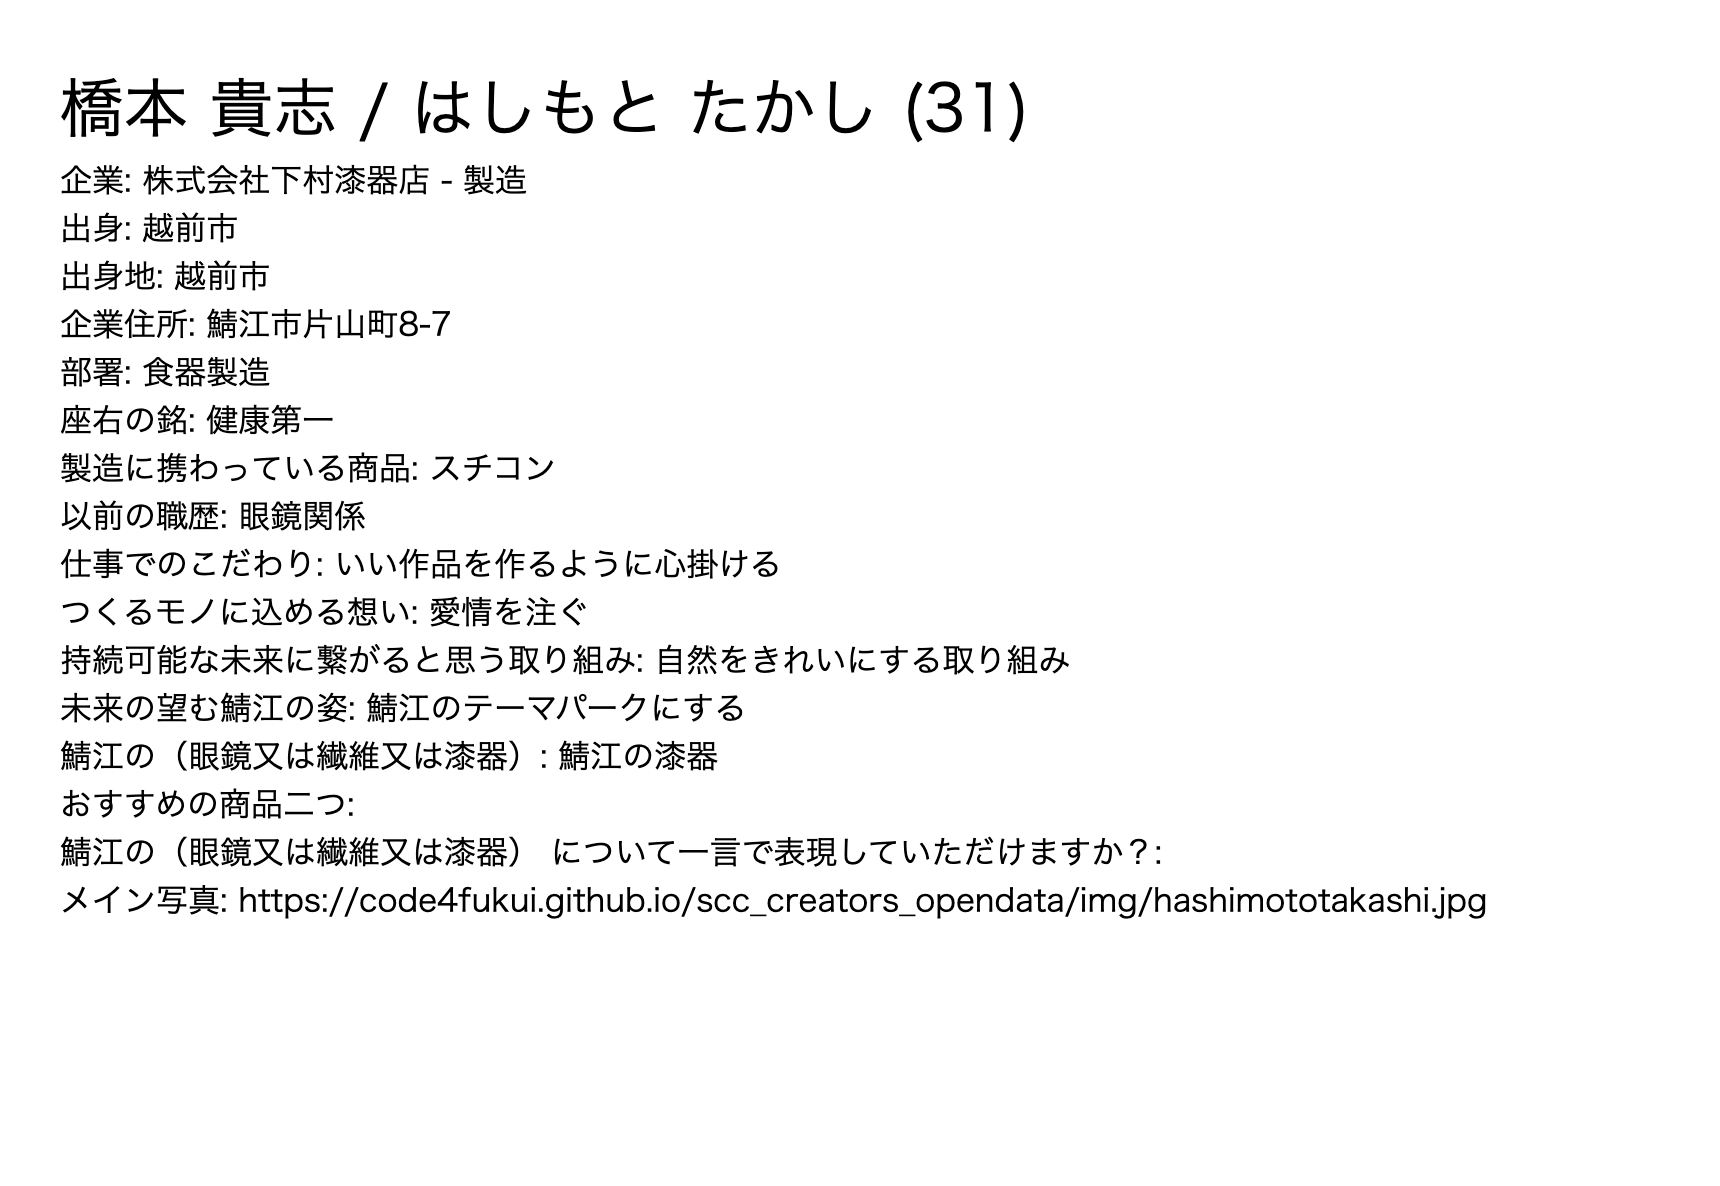 橋本 貴志 / はしもと たかし (31)
企業: 株式会社下村漆器店 - 製造
出身: 越前市
出身地: 越前市
企業住所: 鯖江市片山町8-7
部署: 食器製造
座右の銘: 健康第一
製造に携わっている商品: スチコン
以前の職歴: 眼鏡関係
仕事でのこだわり: いい作品を作るように心掛ける
つくるモノに込める想い: 愛情を注ぐ
持続可能な未来に繋がると思う取り組み: 自然をきれいにする取り組み
未来の望む鯖江の姿: 鯖江のテーマパークにする
鯖江の（眼鏡又は繊維又は漆器）: 鯖江の漆器
おすすめの商品二つ:
鯖江の（眼鏡又は繊維又は漆器） について一言で表現していただけますか？:
メイン写真: https://code4fukui.github.io/scc_creators_opendata/img/hashimototakashi.jpg